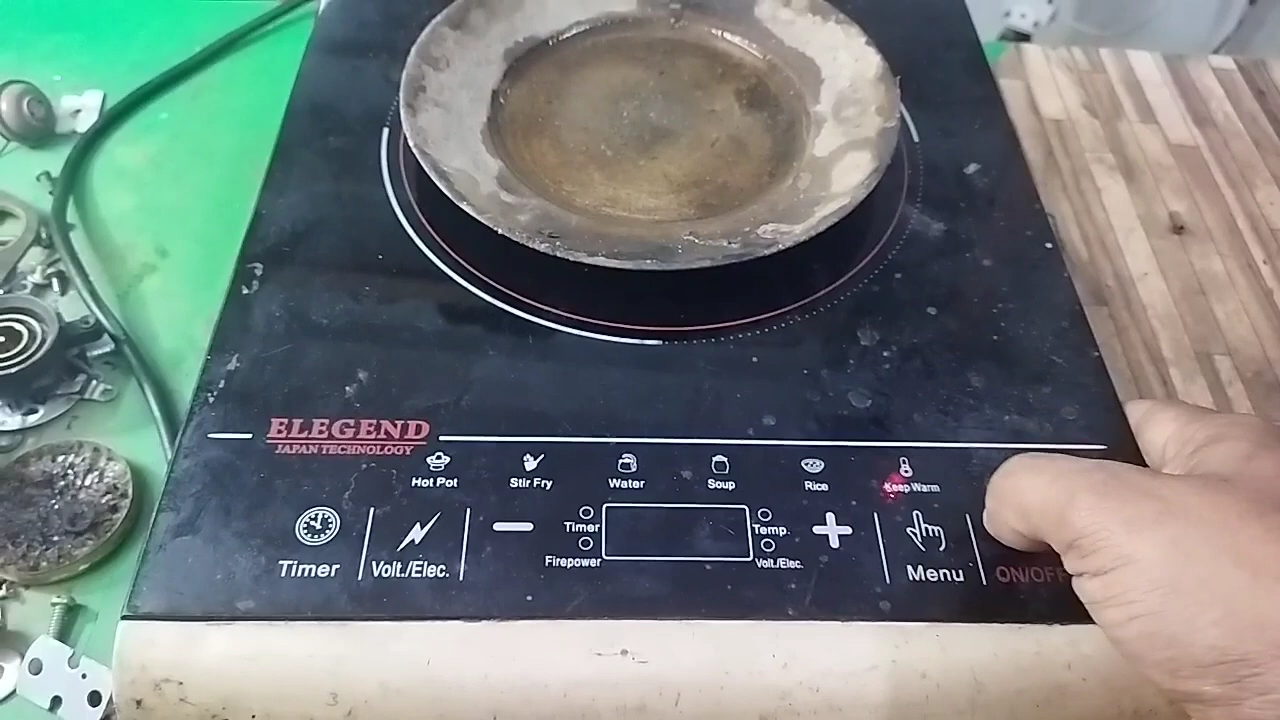 ELEGEND
JAPAN TECHNOLOGY
Hot Pot
Stir Fry
Water
Soup
Rice
Keep Warm
Timer
Volt./Elec.
Timer
Firepower
Temp.
Volt./Elec.
Menu
ON/OFF
3